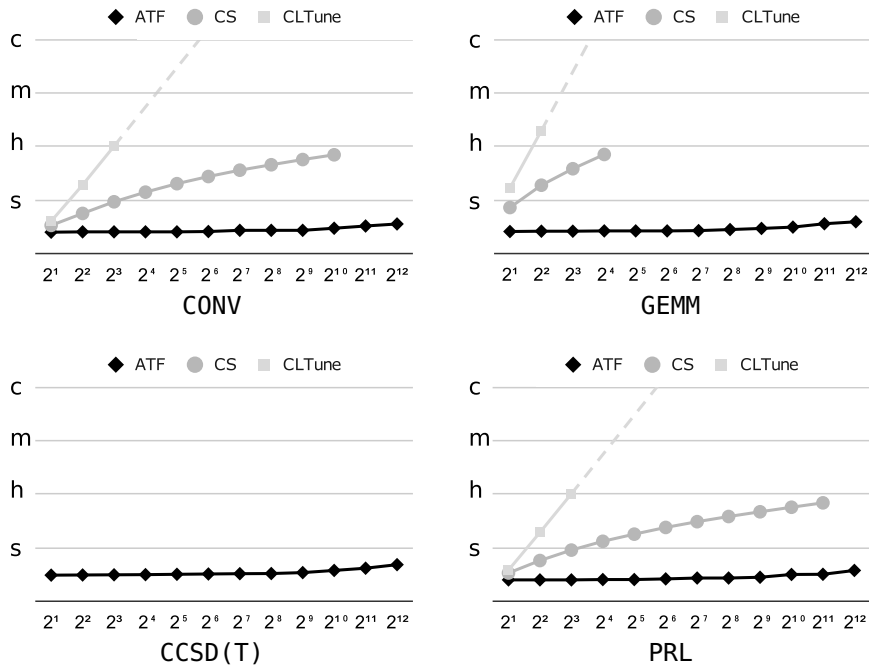 ATF CS CLTune
c
m
h
s
2¹ 2² 2³ 2⁴ 2⁵ 2⁶ 2⁷ 2⁸ 2⁹ 2¹⁰ 2¹¹ 2¹²
CONV
ATF CS CLTune
c
m
h
s
2¹ 2² 2³ 2⁴ 2⁵ 2⁶ 2⁷ 2⁸ 2⁹ 2¹⁰ 2¹¹ 2¹²
GEMM
ATF CS CLTune
c
m
h
s
2¹ 2² 2³ 2⁴ 2⁵ 2⁶ 2⁷ 2⁸ 2⁹ 2¹⁰ 2¹¹ 2¹²
CCSD(T)
ATF CS CLTune
c
m
h
s
2¹ 2² 2³ 2⁴ 2⁵ 2⁶ 2⁷ 2⁸ 2⁹ 2¹⁰ 2¹¹ 2¹²
PRL